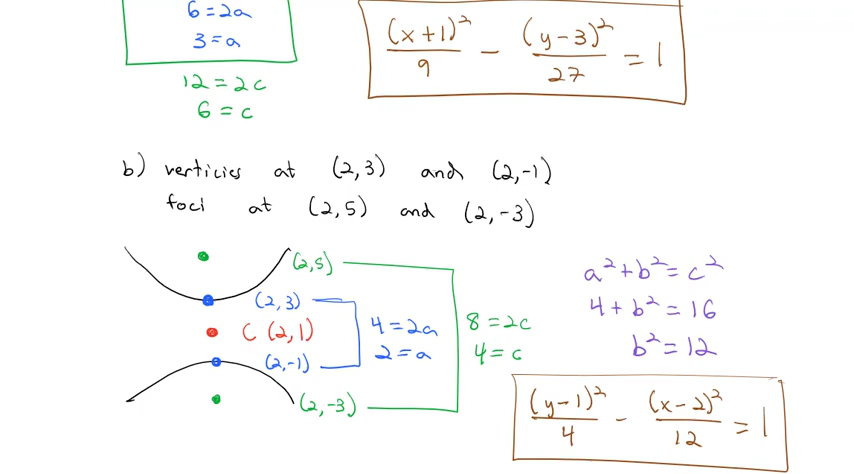 6 = 2a
3 = a
12 = 2c
6 = c
(x+1)²/9 − (y−3)²/27 = 1
b) verticies at (2,3) and (2,-1)
foci at (2,5) and (2,-3)
(2,5)
(2,3)
C (2,1)
(2,-1)
(2,-3)
4 = 2a
2 = a
8 = 2c
4 = c
a² + b² = c²
4 + b² = 16
b² = 12
(y−1)²/4 − (x−2)²/12 = 1